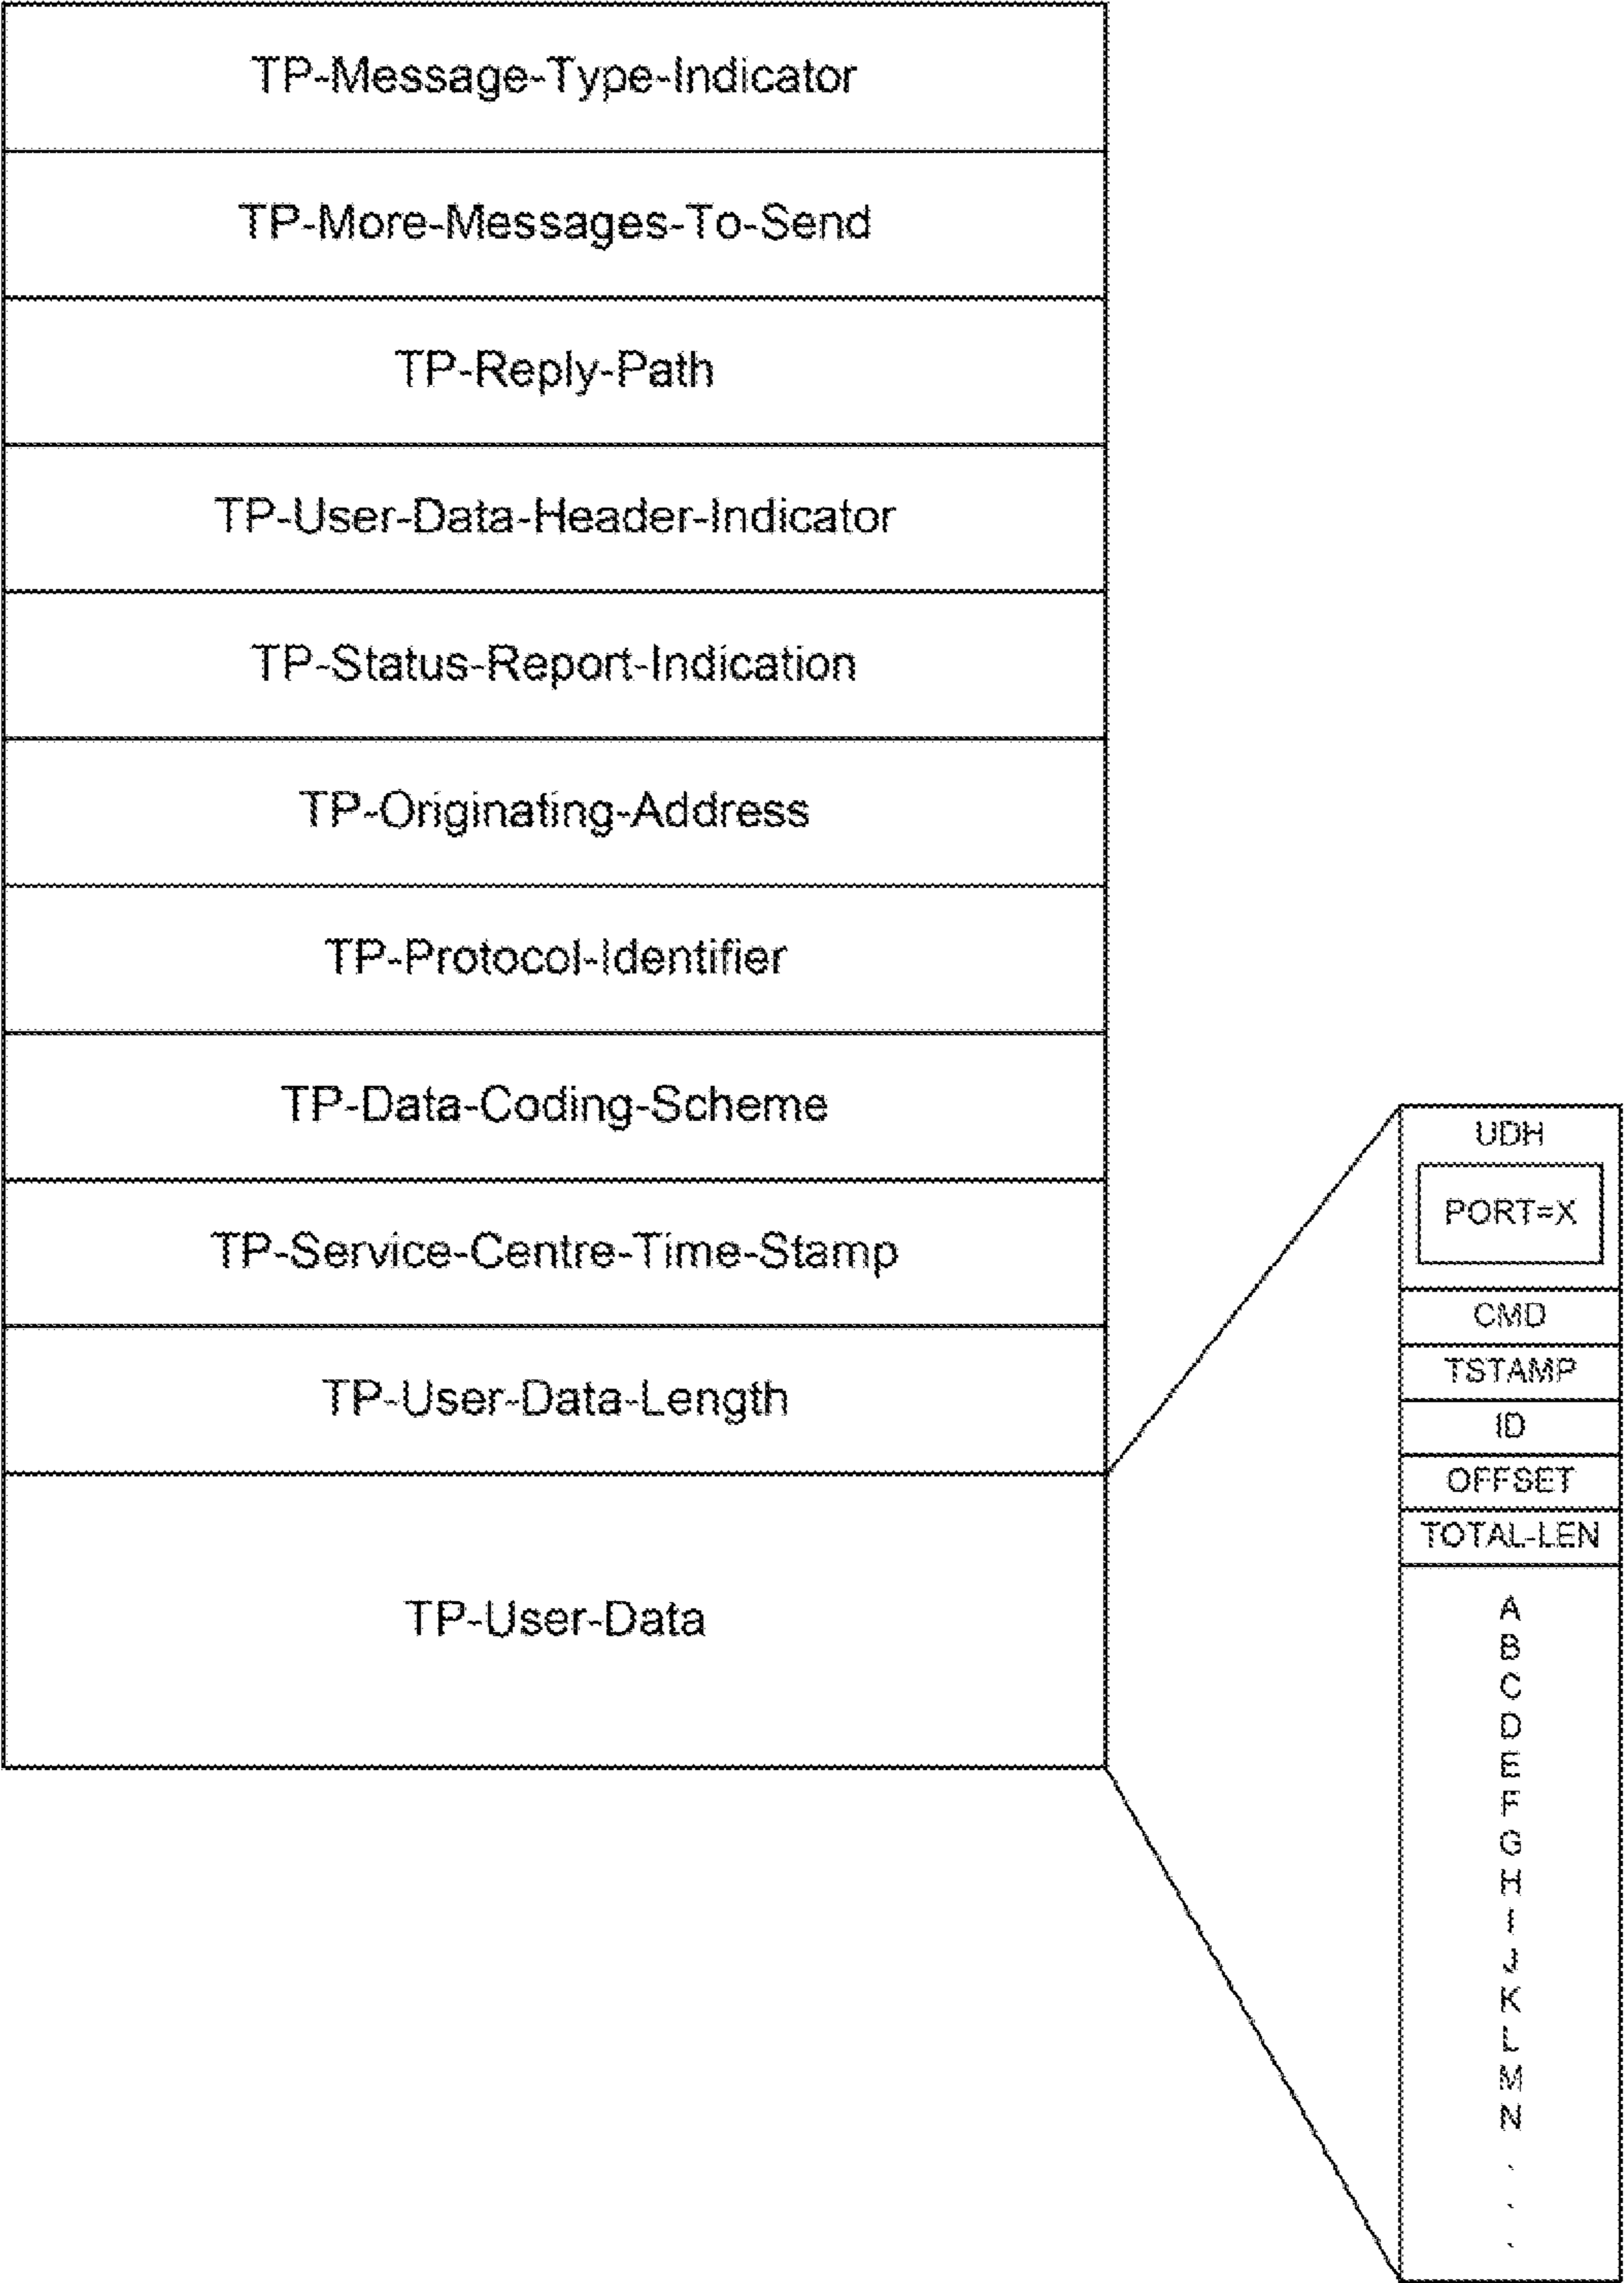 TP-Message-Type-Indicator
TP-More-Messages-To-Send
TP-Reply-Path
TP-User-Data-Header-Indicator
TP-Status-Report-Indication
TP-Originating-Address
TP-Protocol-Identifier
TP-Data-Coding-Scheme
TP-Service-Centre-Time-Stamp
TP-User-Data-Length
TP-User-Data
UDH
PORT=X
CMD
TSTAMP
ID
OFFSET
TOTAL-LEN
A
B
C
D
E
F
G
H
I
J
K
L
M
N
.
.
.